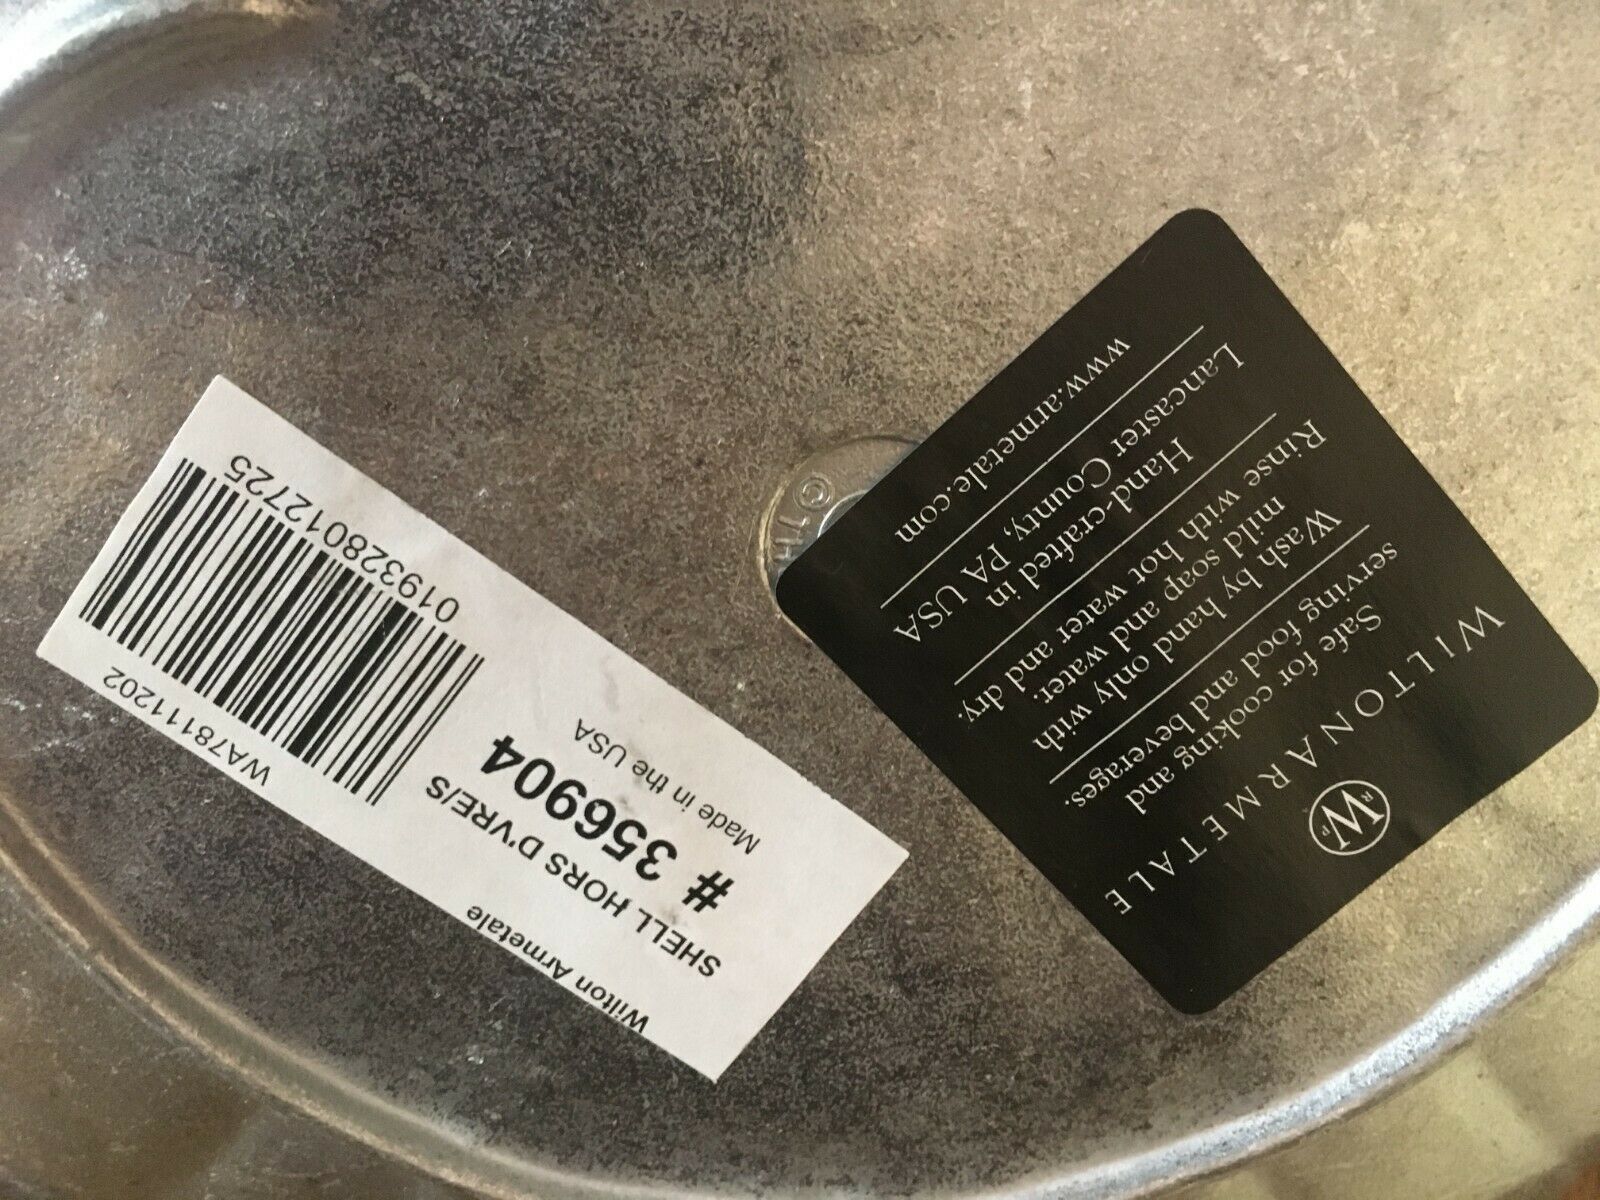 Wilton Armetale
SHELL HORS D'VRE/S
# 356904
Made in the USA
WA78111202
019328012725
R W P
WILTON ARMETALE
Safe for cooking and
serving food and beverages.
Wash by hand only with
mild soap and water.
Rinse with hot water and dry.
Hand-crafted in
Lancaster County, PA USA
www.armetale.com
©